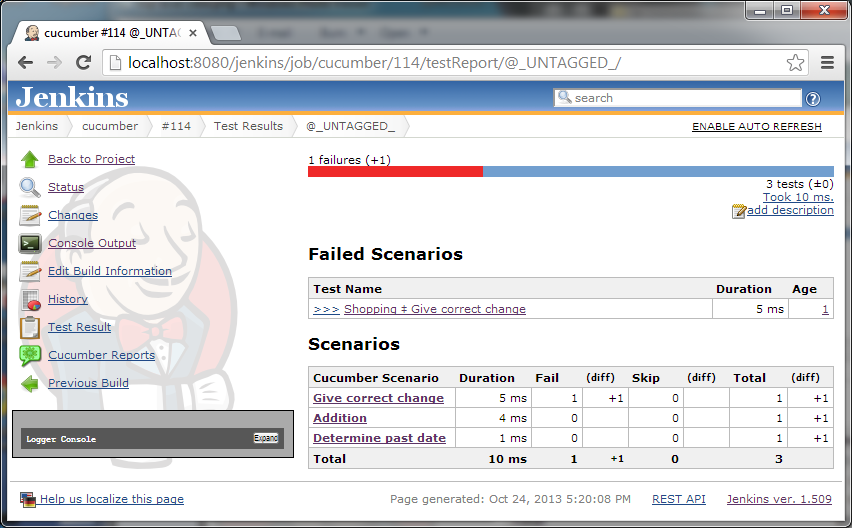 cucumber #114 @_UNTAG
localhost:8080/jenkins/job/cucumber/114/testReport/@_UNTAGGED_/
Jenkins
search
Jenkins cucumber #114 Test Results @_UNTAGGED_
ENABLE AUTO REFRESH
Back to Project
Status
Changes
Console Output
Edit Build Information
History
Test Result
Cucumber Reports
Previous Build
Logger Console Expand
1 failures (+1)
3 tests (±0)
Took 10 ms.
add description
Failed Scenarios
Test Name Duration Age
>>> Shopping ‡ Give correct change 5 ms 1
Scenarios
Cucumber Scenario Duration Fail (diff) Skip (diff) Total (diff)
Give correct change 5 ms 1 +1 0 1 +1
Addition 4 ms 0 0 1 +1
Determine past date 1 ms 0 0 1 +1
Total 10 ms 1 +1 0 3
Help us localize this page
Page generated: Oct 24, 2013 5:20:08 PM REST API Jenkins ver. 1.509